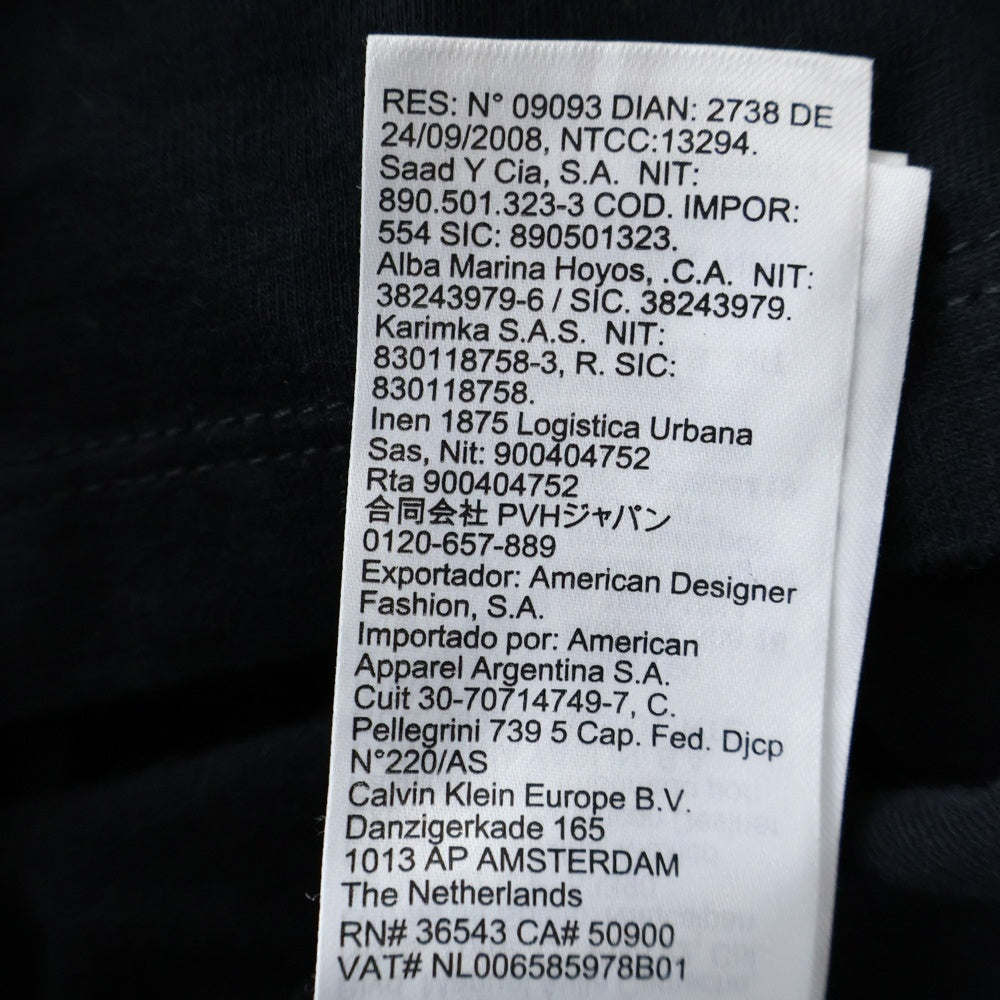 RES: N° 09093 DIAN: 2738 DE
24/09/2008, NTCC:13294.
Saad Y Cia, S.A. NIT:
890.501.323-3 COD. IMPOR:
554 SIC: 890501323.
Alba Marina Hoyos, .C.A. NIT:
38243979-6 / SIC. 38243979.
Karimka S.A.S. NIT:
830118758-3, R. SIC:
830118758.
Inen 1875 Logistica Urbana
Sas, Nit: 900404752
Rta 900404752
合同会社 PVHジャパン
0120-657-889
Exportador: American Designer
Fashion, S.A.
Importado por: American
Apparel Argentina S.A.
Cuit 30-70714749-7, C.
Pellegrini 739 5 Cap. Fed. Djcp
N°220/AS
Calvin Klein Europe B.V.
Danzigerkade 165
1013 AP AMSTERDAM
The Netherlands
RN# 36543 CA# 50900
VAT# NL006585978B01